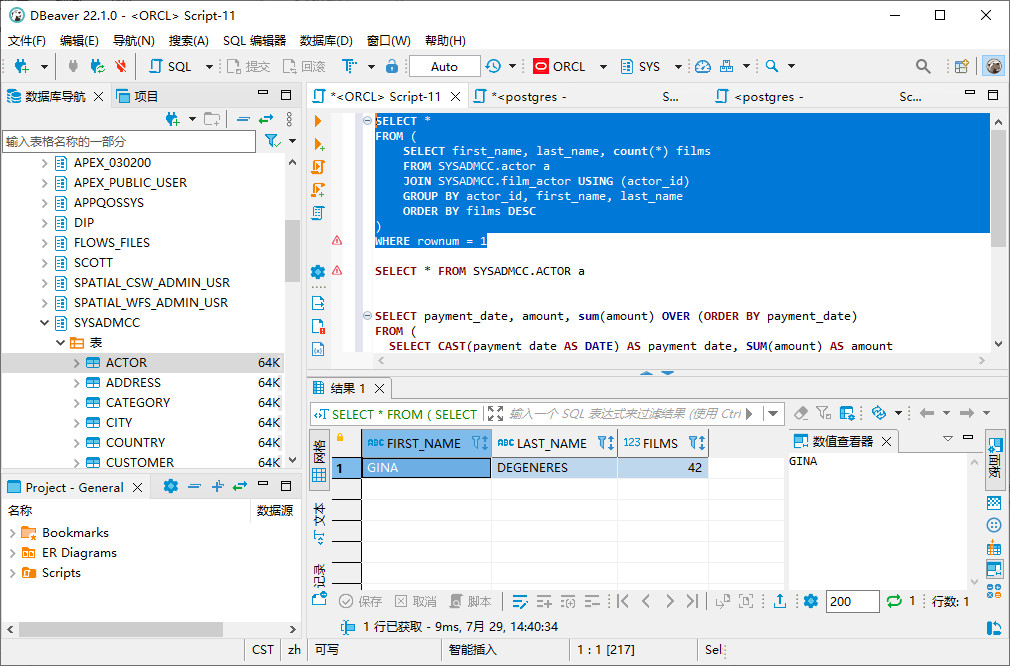 DBeaver 22.1.0 - <ORCL> Script-11
文件(F) 编辑(E) 导航(N) 搜索(A) SQL 编辑器 数据库(D) 窗口(W) 帮助(H)
SQL 提交 回滚 Auto ORCL SYS
数据库导航 项目
*<ORCL> Script-11 *<postgres - S... <postgres - Sc...
输入表格名称的一部分
APEX_030200
APEX_PUBLIC_USER
APPQOSSYS
DIP
FLOWS_FILES
SCOTT
SPATIAL_CSW_ADMIN_USR
SPATIAL_WFS_ADMIN_USR
SYSADMCC
表
ACTOR 64K
ADDRESS 64K
CATEGORY 64K
CITY 64K
COUNTRY 64K
CUSTOMER 64K
SELECT *
FROM (
SELECT first_name, last_name, count(*) films
FROM SYSADMCC.actor a
JOIN SYSADMCC.film_actor USING (actor_id)
GROUP BY actor_id, first_name, last_name
ORDER BY films DESC
)
WHERE rownum = 1
SELECT * FROM SYSADMCC.ACTOR a
SELECT payment_date, amount, sum(amount) OVER (ORDER BY payment_date)
FROM (
SELECT CAST(payment_date AS DATE) AS payment_date, SUM(amount) AS amount
Project - General
名称 数据源
Bookmarks
ER Diagrams
Scripts
结果 1
SELECT * FROM ( SELECT 输入一个 SQL 表达式来过滤结果 (使用 Ctrl
网格
文本
记录
ABC FIRST_NAME ABC LAST_NAME 123 FILMS
1 GINA DEGENERES 42
数值查看器
GINA
面板
保存 取消 脚本 200 1 行数: 1
1 行已获取 - 9ms, 7月 29, 14:40:34
CST zh 可写 智能插入 1 : 1 [217] Sel